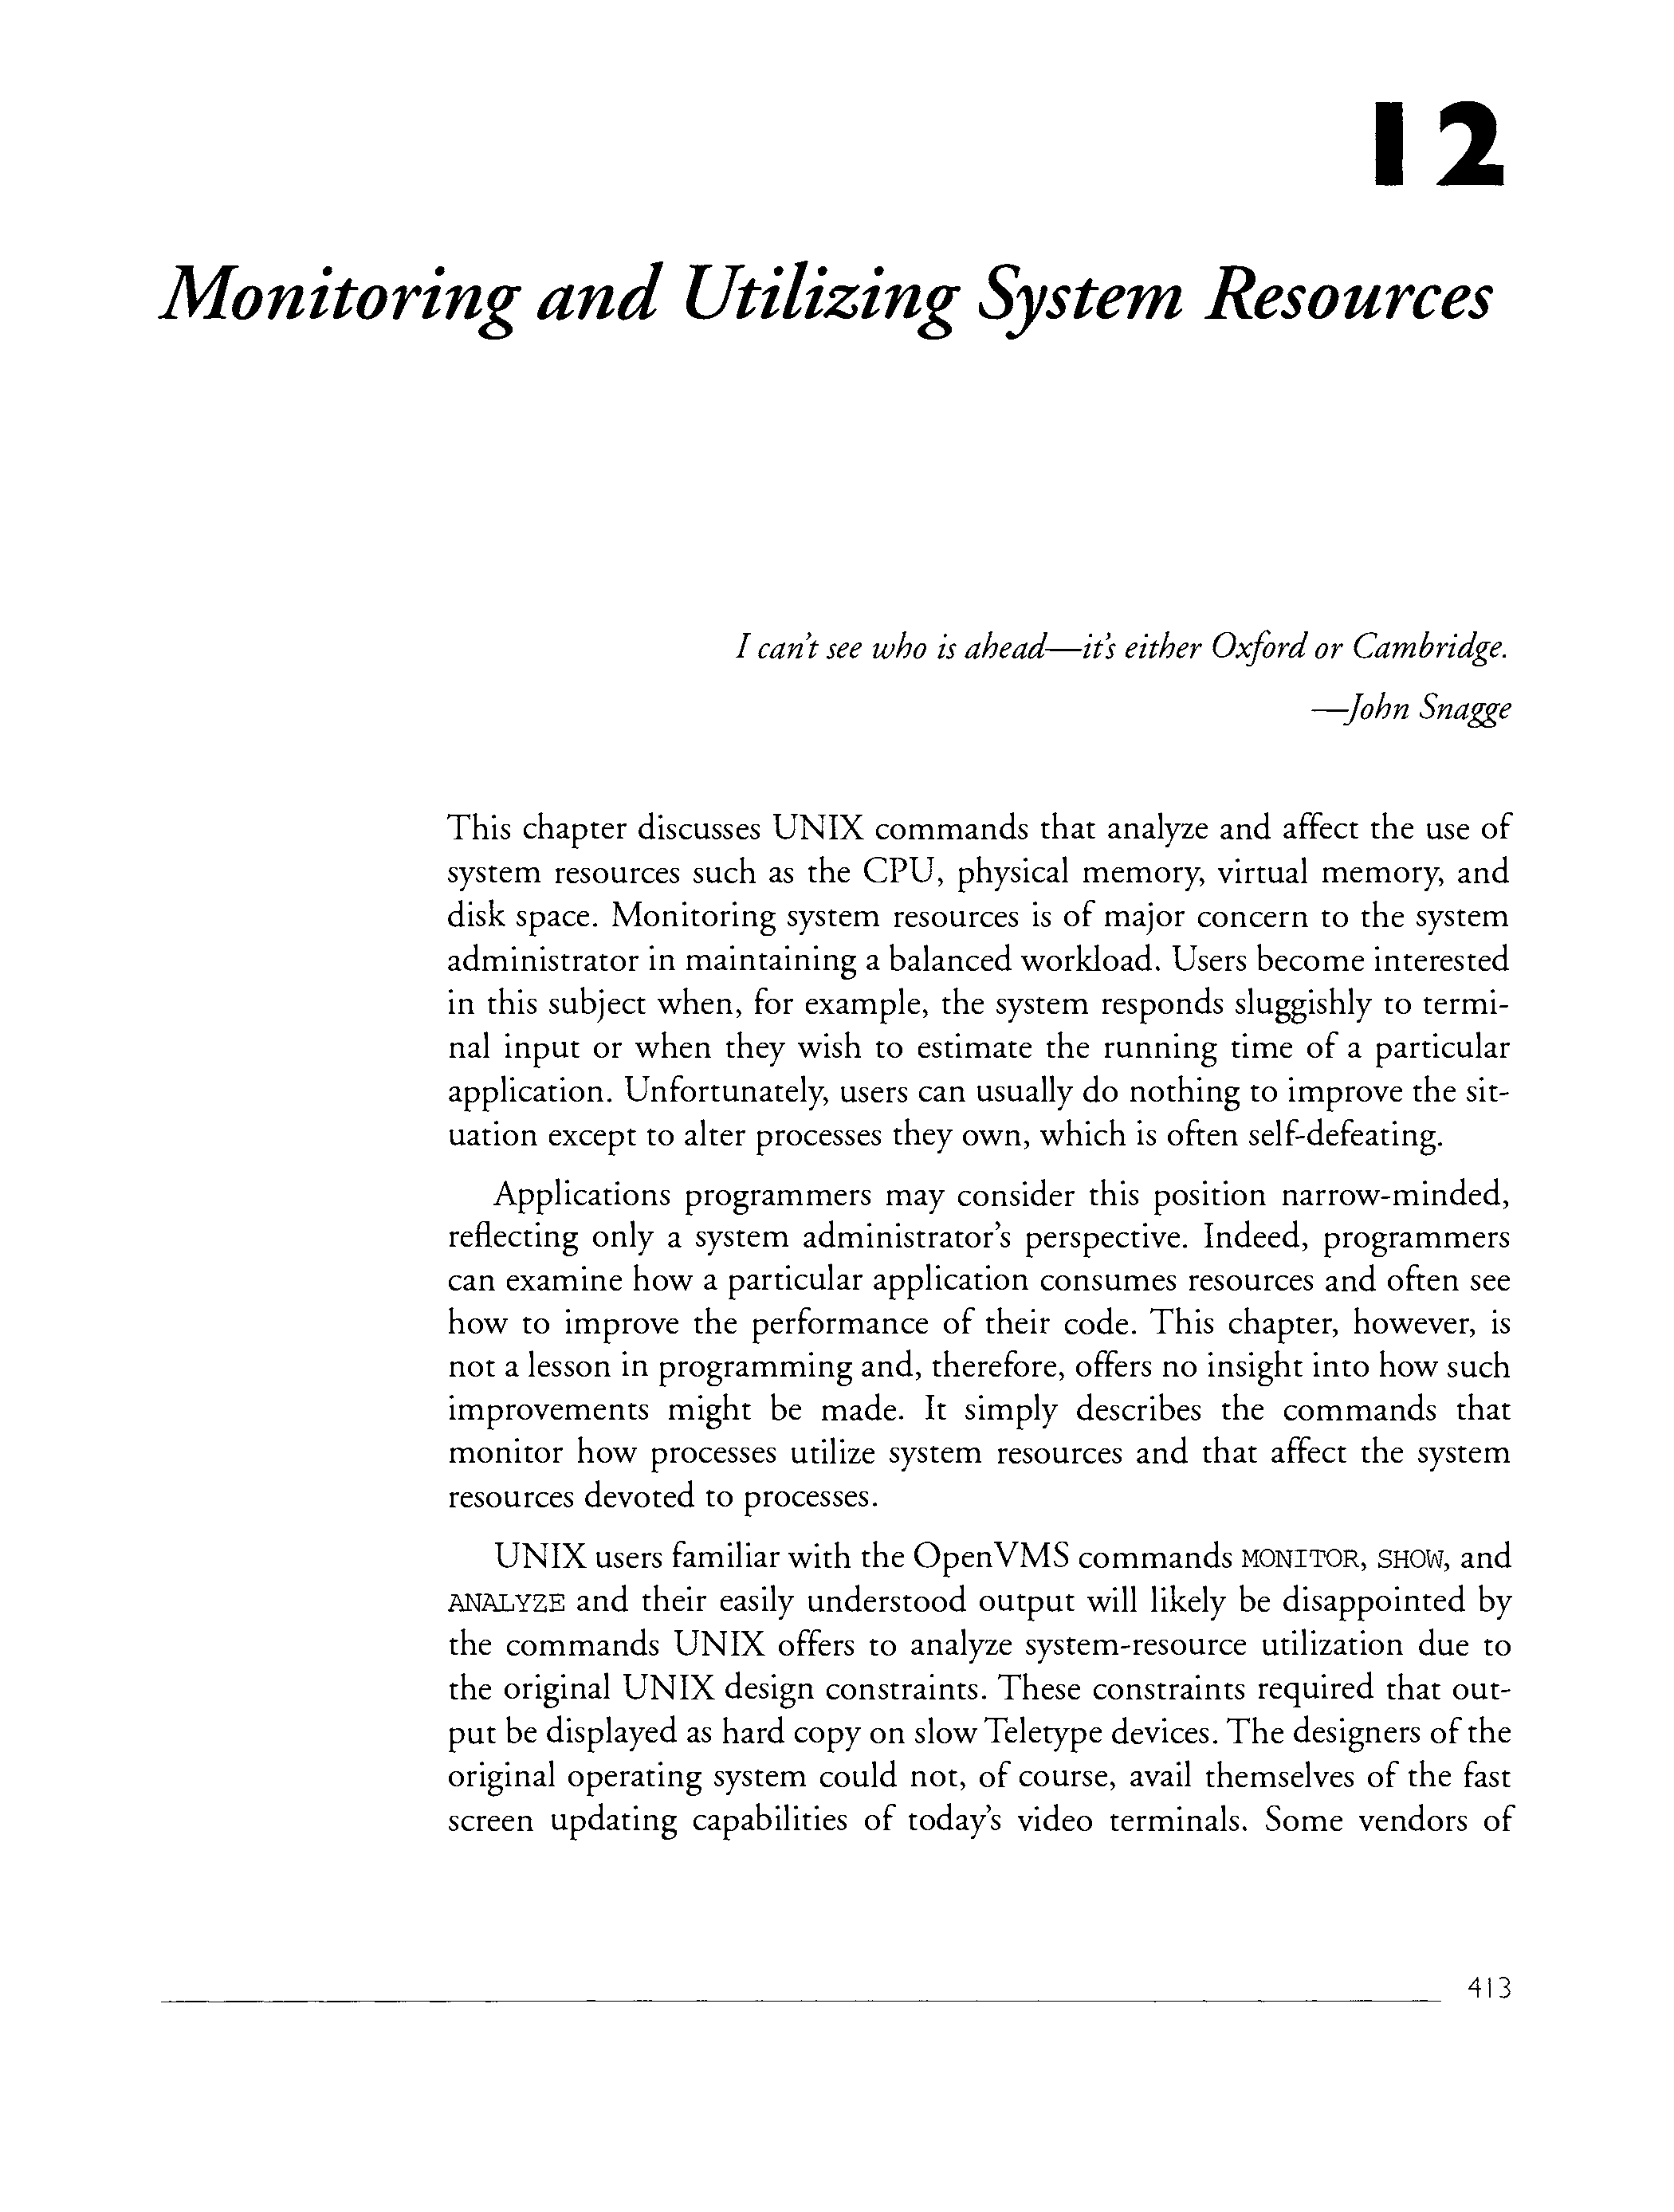 12
Monitoring and Utilizing System Resources
I can't see who is ahead—it's either Oxford or Cambridge.
—John Snagge
This chapter discusses UNIX commands that analyze and affect the use of
system resources such as the CPU, physical memory, virtual memory, and
disk space. Monitoring system resources is of major concern to the system
administrator in maintaining a balanced workload. Users become interested
in this subject when, for example, the system responds sluggishly to termi-
nal input or when they wish to estimate the running time of a particular
application. Unfortunately, users can usually do nothing to improve the sit-
uation except to alter processes they own, which is often self-defeating.
Applications programmers may consider this position narrow-minded,
reflecting only a system administrator's perspective. Indeed, programmers
can examine how a particular application consumes resources and often see
how to improve the performance of their code. This chapter, however, is
not a lesson in programming and, therefore, offers no insight into how such
improvements might be made. It simply describes the commands that
monitor how processes utilize system resources and that affect the system
resources devoted to processes.
UNIX users familiar with the OpenVMS commands MONITOR, SHOW, and
ANALYZE and their easily understood output will likely be disappointed by
the commands UNIX offers to analyze system-resource utilization due to
the original UNIX design constraints. These constraints required that out-
put be displayed as hard copy on slow Teletype devices. The designers of the
original operating system could not, of course, avail themselves of the fast
screen updating capabilities of today's video terminals. Some vendors of
413